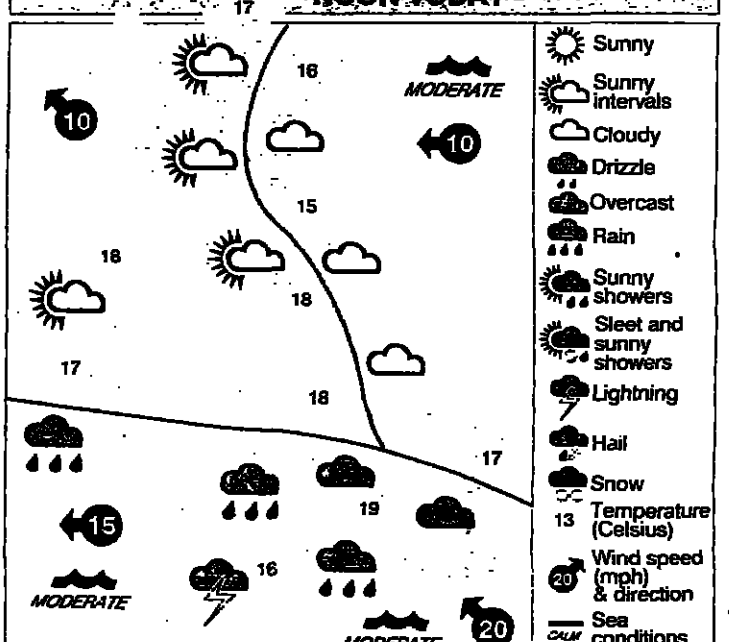 17
NOON TODAY
16
MODERATE
10
10
15
18
18
17
18
17
19
15
16
MODERATE
MODERATE
20
Sunny
Sunny
intervals
Cloudy
Drizzle
Overcast
Rain
Sunny
showers
Sleet and
sunny
showers
Lightning
Hail
Snow
13
Temperature
(Celsius)
20
Wind speed
(mph)
& direction
CALM
Sea
conditions